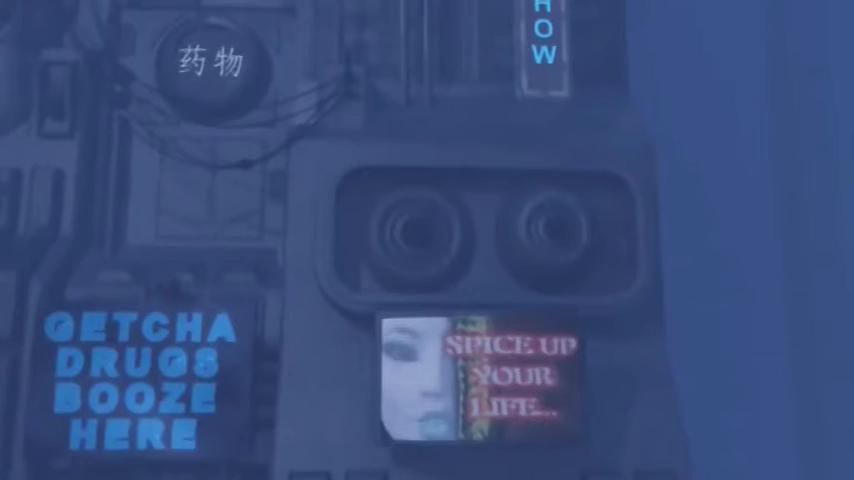 药物
HOW
GETCHA
DRUGS
BOOZE
HERE
SPICE UP
YOUR
LIFE...